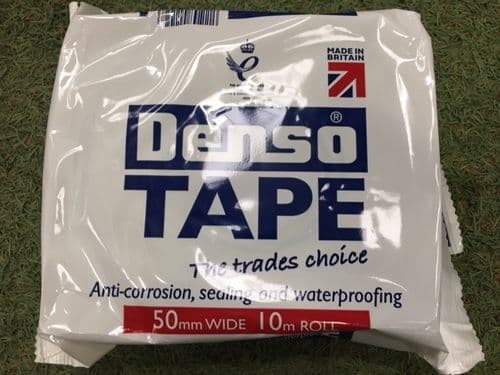 MADE IN
BRITAIN
Denso®
TAPE
The trades choice
Anti-corrosion, sealing and waterproofing
50mm WIDE 10m ROLL